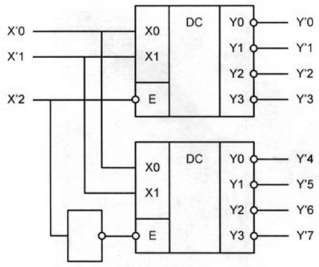 X'0 X0 DC Y0 Y'0
X'1 X1 Y1 Y'1
Y2 Y'2
X'2 E Y3 Y'3
X0 DC Y0 Y'4
X1 Y1 Y'5
Y2 Y'6
E Y3 Y'7